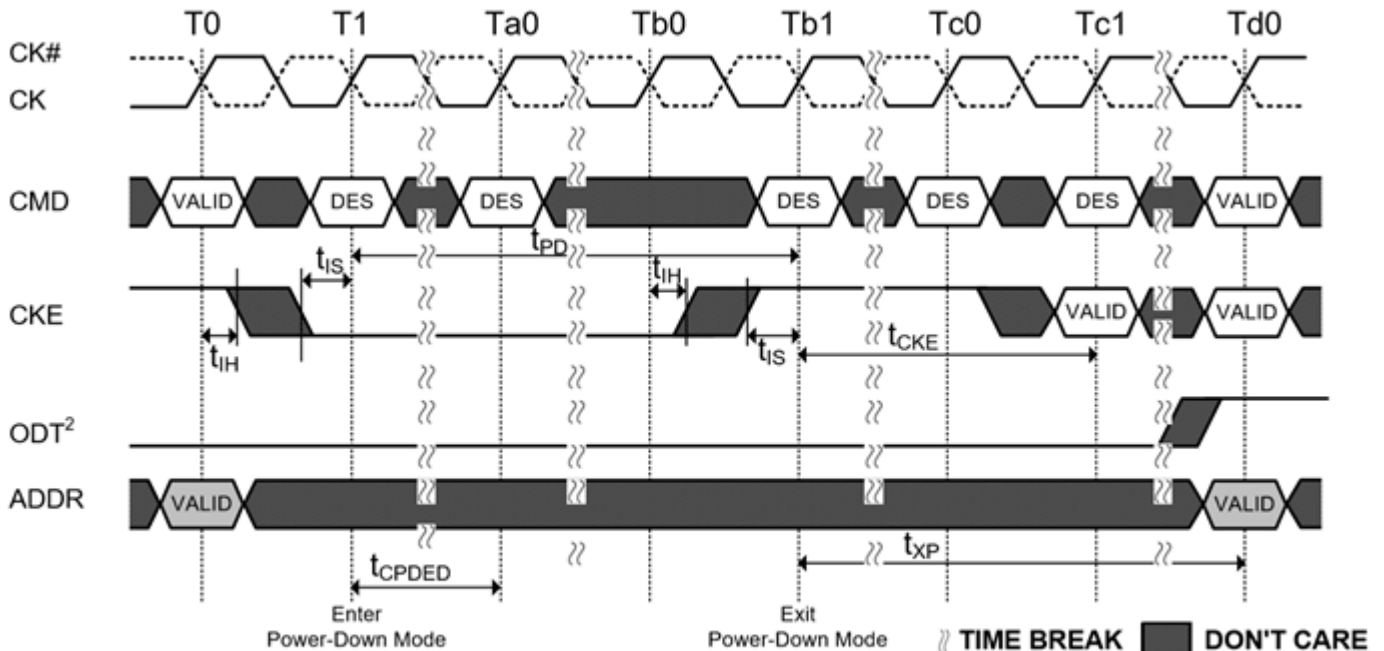 T0 T1 Ta0 Tb0 Tb1 Tc0 Tc1 Td0
CK#
CK
CMD VALID DES DES DES DES DES VALID
tPD
tIS tIH
CKE VALID VALID
tIH tIS tCKE
ODT2
ADDR VALID VALID
tXP
tCPDED
Enter
Power-Down Mode
Exit
Power-Down Mode
TIME BREAK DON'T CARE